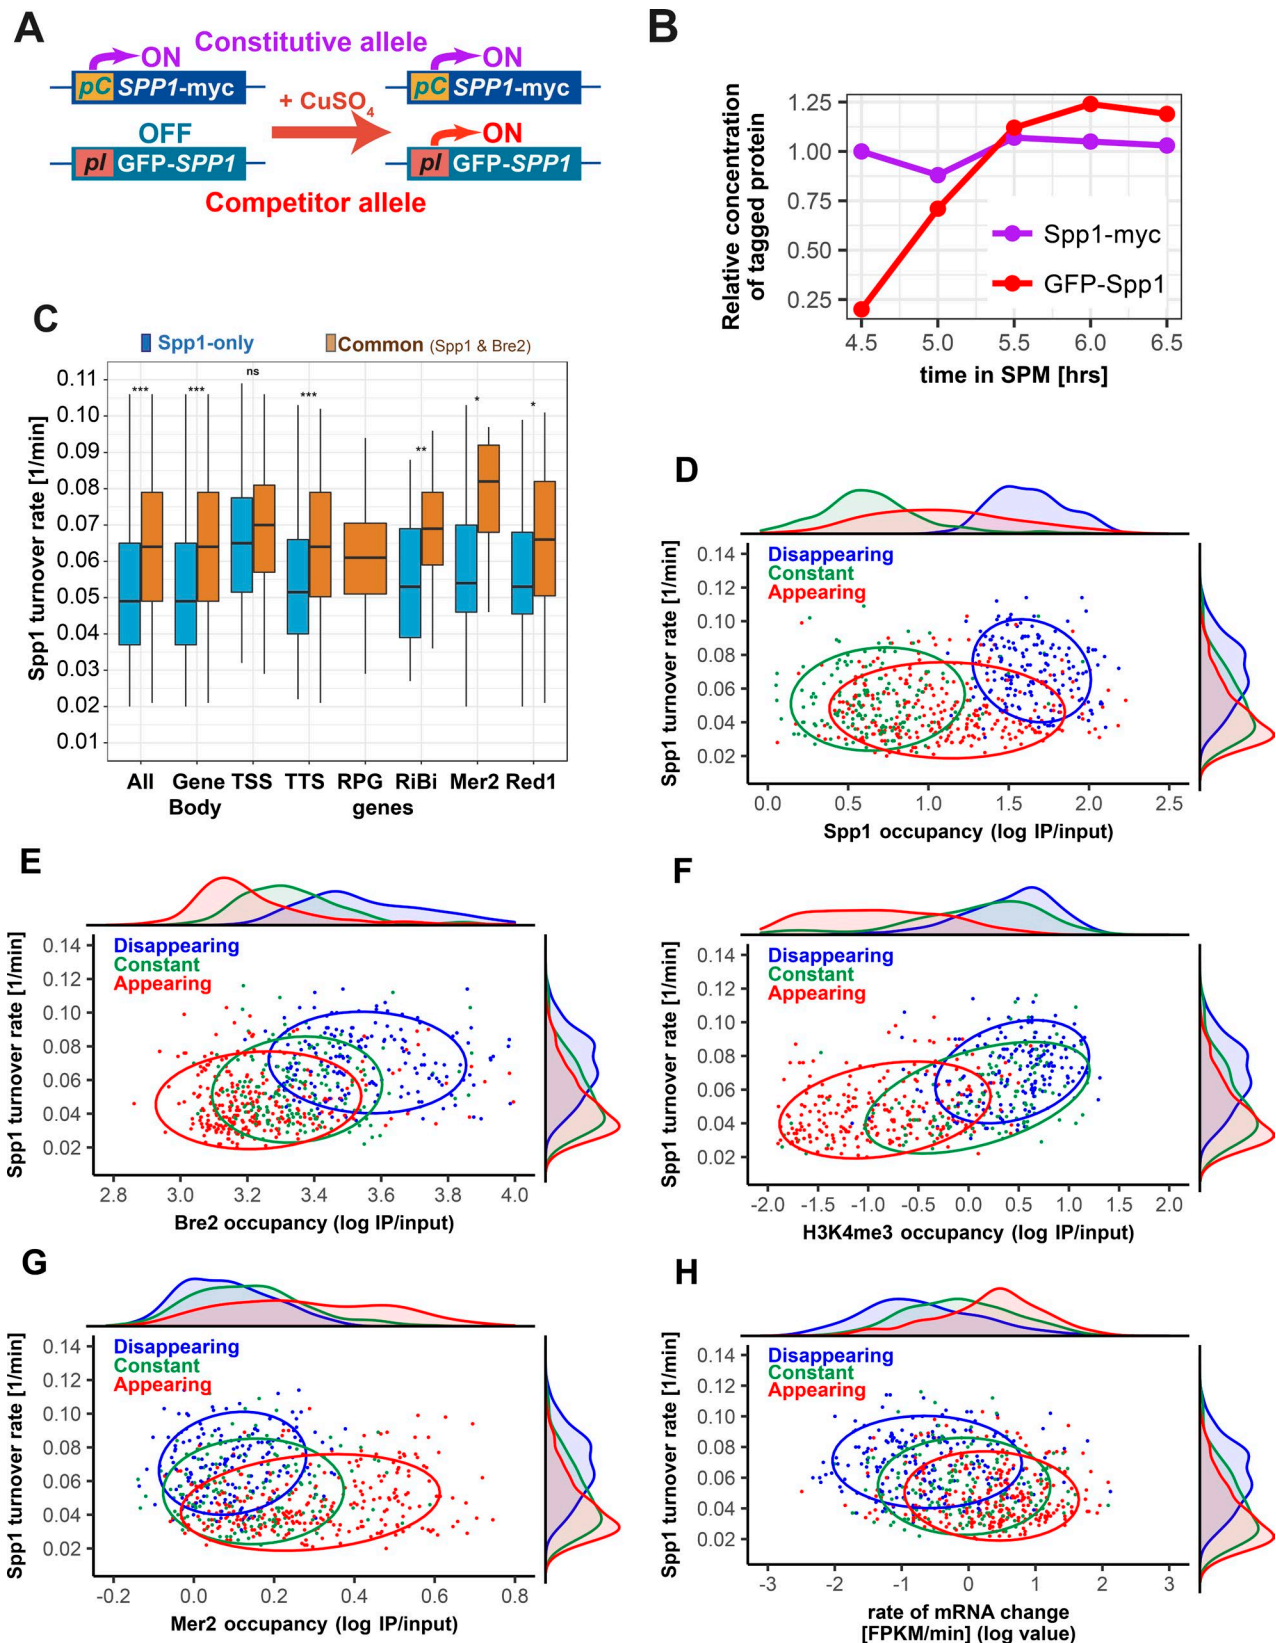 A
Constitutive allele
ON
ON
pC SPP1-myc
pC SPP1-myc
+ CuSO4
OFF
ON
pI GFP-SPP1
pI GFP-SPP1
Competitor allele
B
Relative concentration
of tagged protein
1.25
1.00
0.75
0.50
0.25
Spp1-myc
GFP-Spp1
4.5 5.0 5.5 6.0 6.5
time in SPM [hrs]
C
Spp1-only
Common (Spp1 & Bre2)
Spp1 turnover rate [1/min]
0.11
0.10
0.09
0.08
0.07
0.06
0.05
0.04
0.03
0.02
0.01
*** *** ns *** ** * *
All Gene TSS TTS RPG RiBi Mer2 Red1
Body genes
D
Spp1 turnover rate [1/min]
0.14
0.12
0.10
0.08
0.06
0.04
0.02
Disappearing
Constant
Appearing
0.0 0.5 1.0 1.5 2.0 2.5
Spp1 occupancy (log IP/input)
E
Spp1 turnover rate [1/min]
0.14
0.12
0.10
0.08
0.06
0.04
0.02
Disappearing
Constant
Appearing
2.8 3.0 3.2 3.4 3.6 3.8 4.0
Bre2 occupancy (log IP/input)
F
Spp1 turnover rate [1/min]
0.14
0.12
0.10
0.08
0.06
0.04
0.02
Disappearing
Constant
Appearing
-2.0 -1.5 -1.0 -0.5 0.0 0.5 1.0 1.5 2.0
H3K4me3 occupancy (log IP/input)
G
Spp1 turnover rate [1/min]
0.14
0.12
0.10
0.08
0.06
0.04
0.02
Disappearing
Constant
Appearing
-0.2 0.0 0.2 0.4 0.6 0.8
Mer2 occupancy (log IP/input)
H
Spp1 turnover rate [1/min]
0.14
0.12
0.10
0.08
0.06
0.04
0.02
Disappearing
Constant
Appearing
-3 -2 -1 0 1 2 3
rate of mRNA change
[FPKM/min] (log value)